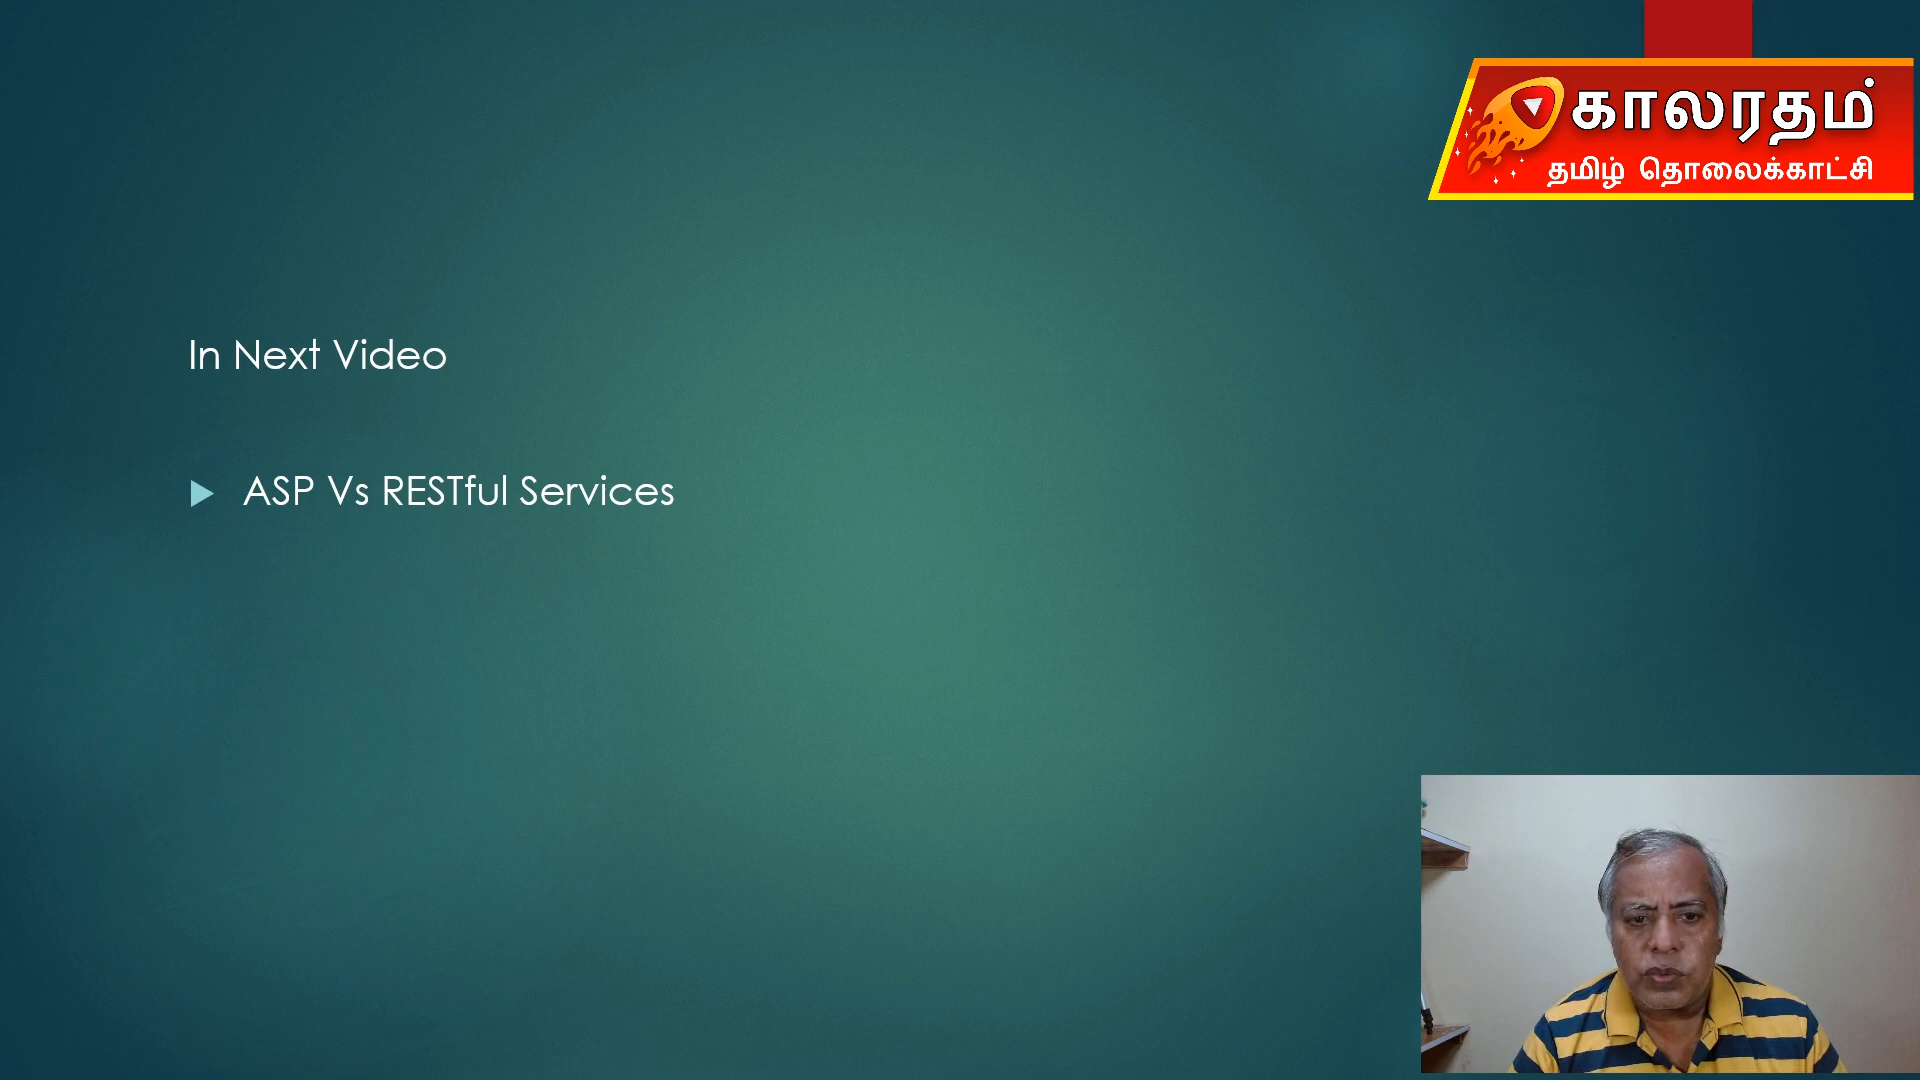 காலரதம்
தமிழ் தொலைக்காட்சி
In Next Video
ASP Vs RESTful Services